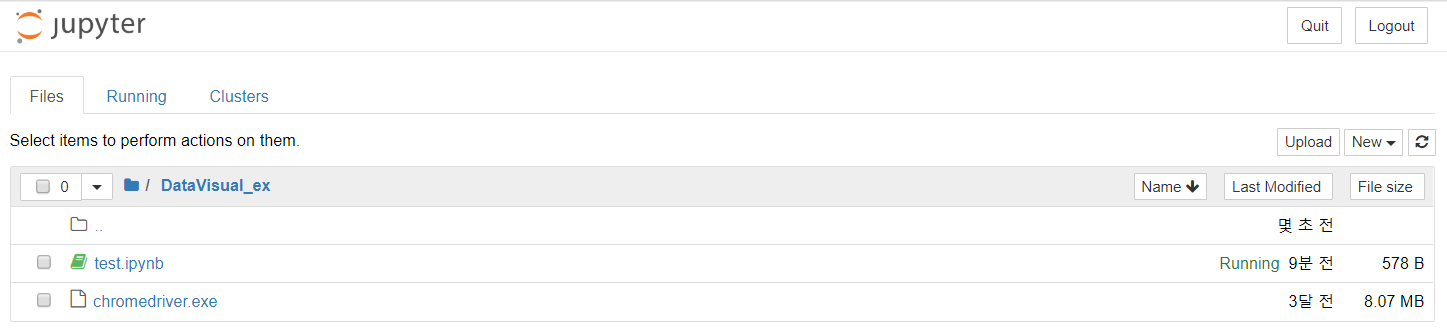 jupyter Quit Logout
Files Running Clusters
Select items to perform actions on them. Upload New
0 / DataVisual_ex Name Last Modified File size
.. 몇 초 전
test.ipynb Running 9분 전 578 B
chromedriver.exe 3달 전 8.07 MB